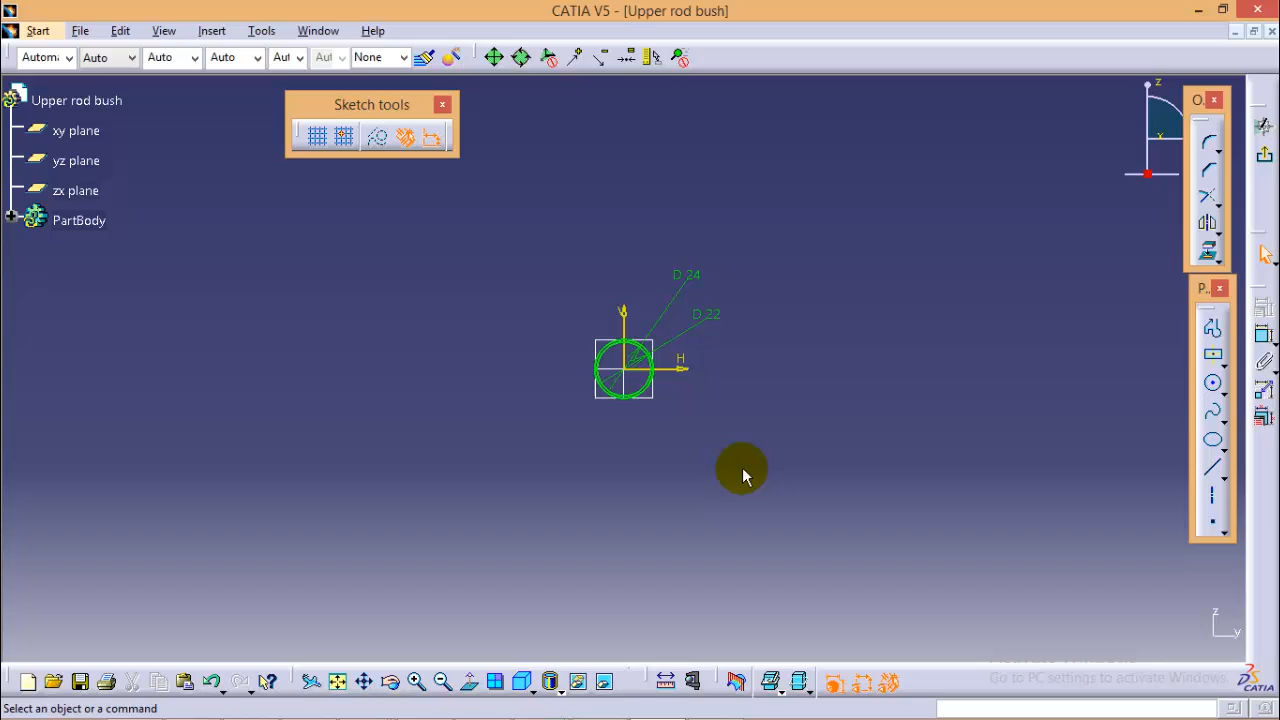 CATIA V5 - [Upper rod bush]
Start File Edit View Insert Tools Window Help
Auto Auto Auto None
Upper rod bush
xy plane
yz plane
zx plane
PartBody
Sketch tools
z
O...
P...
D 24
D 22
V
H
z
y
Go to PC settings to activate Windows.
CATIA
Select an object or a command